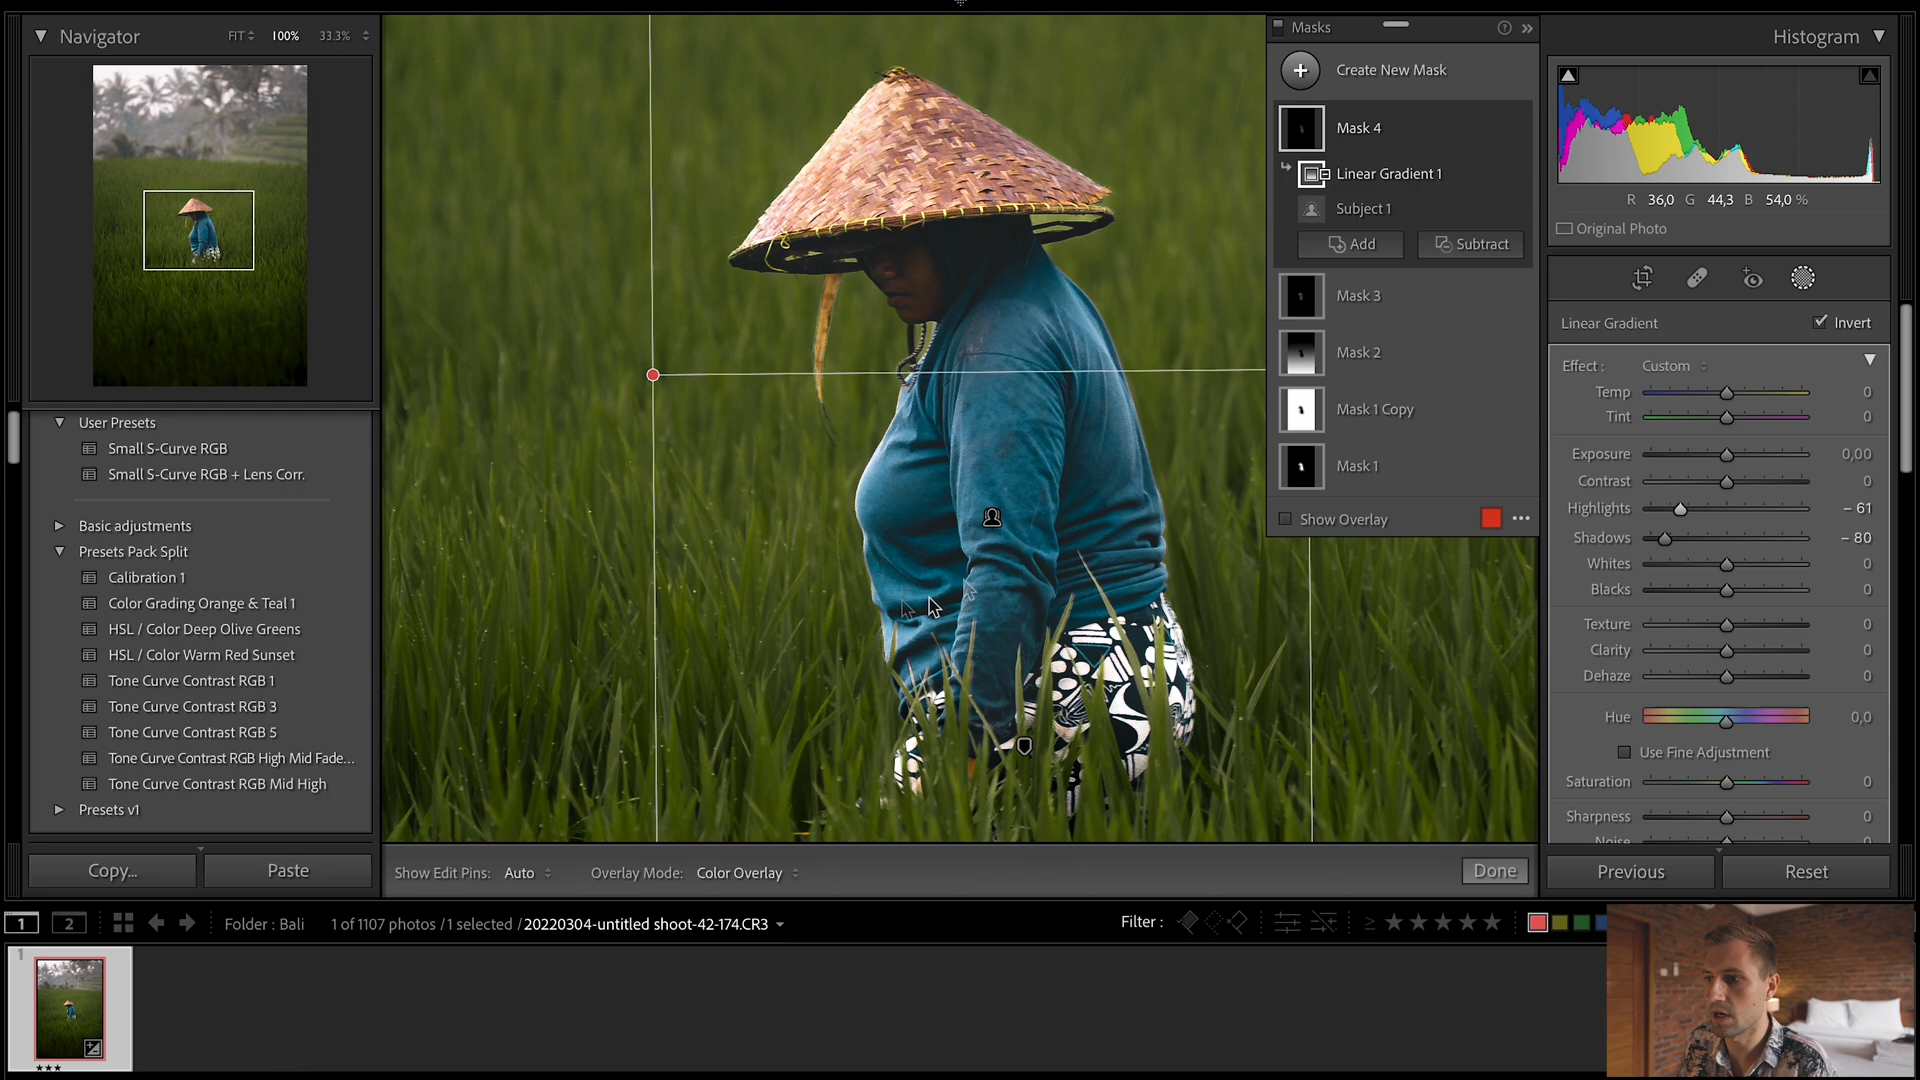 Navigator
FIT 100% 33.3%
User Presets
Small S-Curve RGB
Small S-Curve RGB + Lens Corr.
Basic adjustments
Presets Pack Split
Calibration 1
Color Grading Orange & Teal 1
HSL / Color Deep Olive Greens
HSL / Color Warm Red Sunset
Tone Curve Contrast RGB 1
Tone Curve Contrast RGB 3
Tone Curve Contrast RGB 5
Tone Curve Contrast RGB High Mid Fade...
Tone Curve Contrast RGB Mid High
Presets v1
Copy... Paste
Masks
Create New Mask
Mask 4
Linear Gradient 1
Subject 1
Add Subtract
Mask 3
Mask 2
Mask 1 Copy
Mask 1
Show Overlay
Histogram
R 36,0 G 44,3 B 54,0 %
Original Photo
Linear Gradient Invert
Effect : Custom
Temp 0
Tint 0
Exposure 0,00
Contrast 0
Highlights – 61
Shadows – 80
Whites 0
Blacks 0
Texture 0
Clarity 0
Dehaze 0
Hue 0,0
Use Fine Adjustment
Saturation 0
Sharpness 0
Noise
Show Edit Pins: Auto Overlay Mode: Color Overlay Done
Previous Reset
1 2 Folder : Bali 1 of 1107 photos / 1 selected / 20220304-untitled shoot-42-174.CR3 Filter :
1